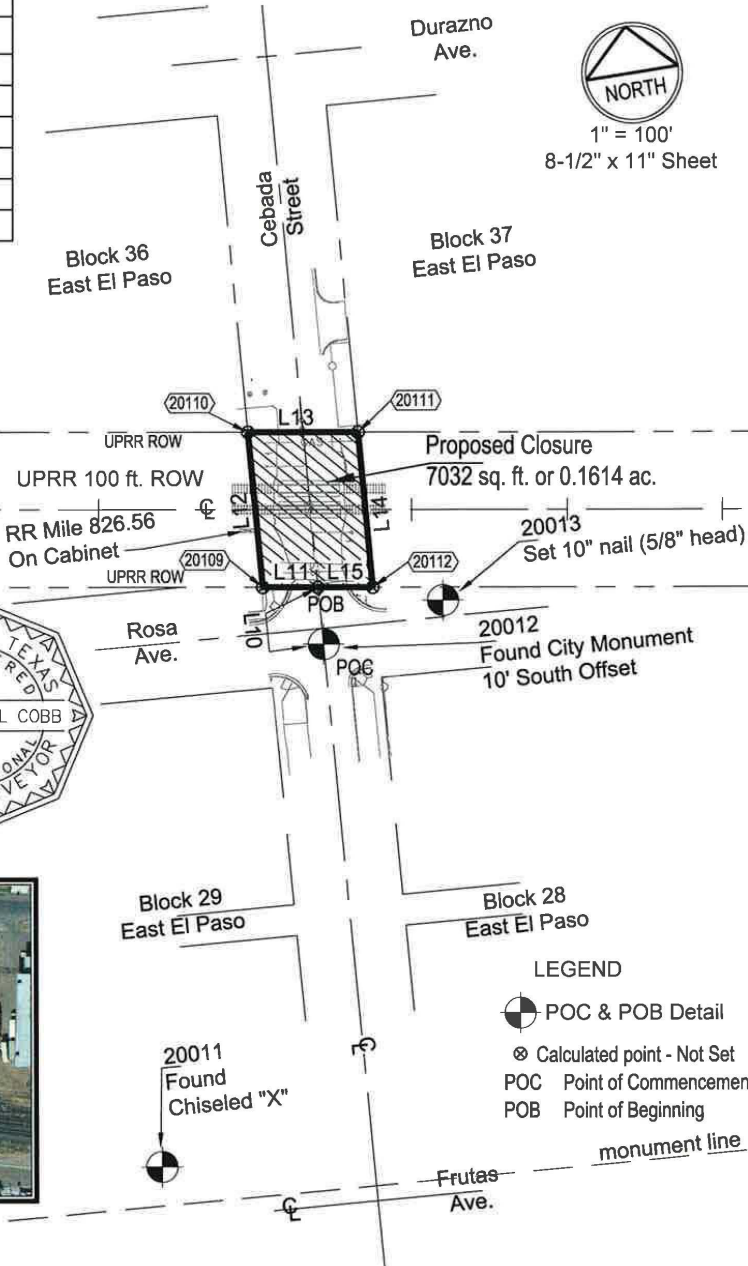 Durazno
Ave.
NORTH
1" = 100'
8-1/2" x 11" Sheet
Cebada
Street
Block 36
East El Paso
Block 37
East El Paso
20110
L13
20111
UPRR ROW
Proposed Closure
7032 sq. ft. or 0.1614 ac.
UPRR 100 ft. ROW
L12
L14
RR Mile 826.56
On Cabinet
20013
Set 10" nail (5/8" head)
UPRR ROW
20109
L11
L15
20112
POB
L10
Rosa
Ave.
20012
Found City Monument
10' South Offset
POC
TEXAS
L COBB
Block 29
East El Paso
Block 28
East El Paso
LEGEND
POC & POB Detail
Calculated point - Not Set
POC Point of Commencemen
POB Point of Beginning
20011
Found
Chiseled "X"
monument line
Frutas
Ave.